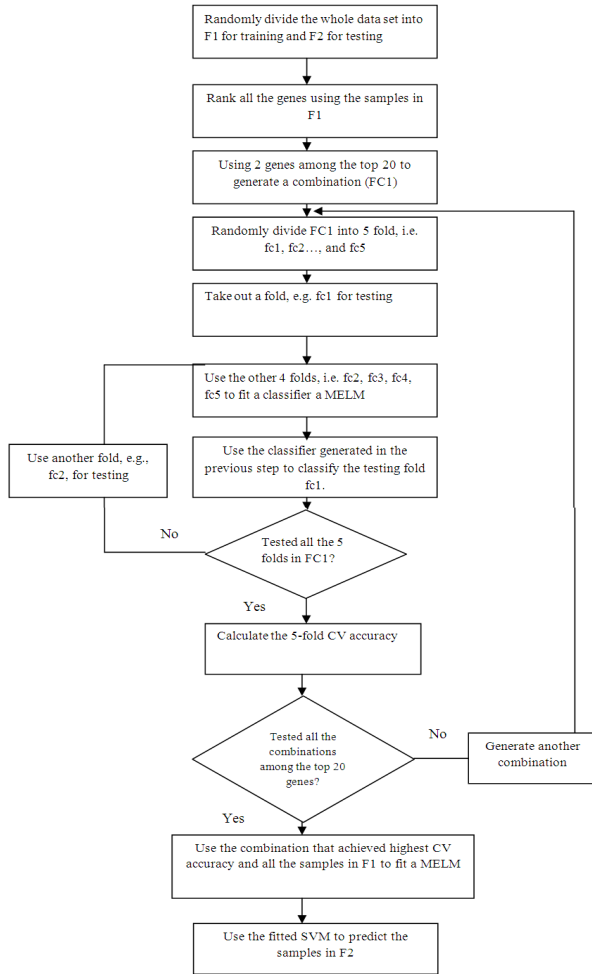 Randomly divide the whole data set into
F1 for training and F2 for testing
Rank all the genes using the samples in
F1
Using 2 genes among the top 20 to
generate a combination (FC1)
Randomly divide FC1 into 5 fold, i.e.
fc1, fc2..., and fc5
Take out a fold, e.g. fc1 for testing
Use the other 4 folds, i.e. fc2, fc3, fc4,
fc5 to fit a classifier a MELM
Use another fold, e.g.,
fc2, for testing
Use the classifier generated in the
previous step to classify the testing fold
fc1.
No
Tested all the 5
folds in FC1?
Yes
Calculate the 5-fold CV accuracy
Tested all the
combinations
among the top 20
genes?
No
Generate another
combination
Yes
Use the combination that achieved highest CV
accuracy and all the samples in F1 to fit a MELM
Use the fitted SVM to predict the
samples in F2